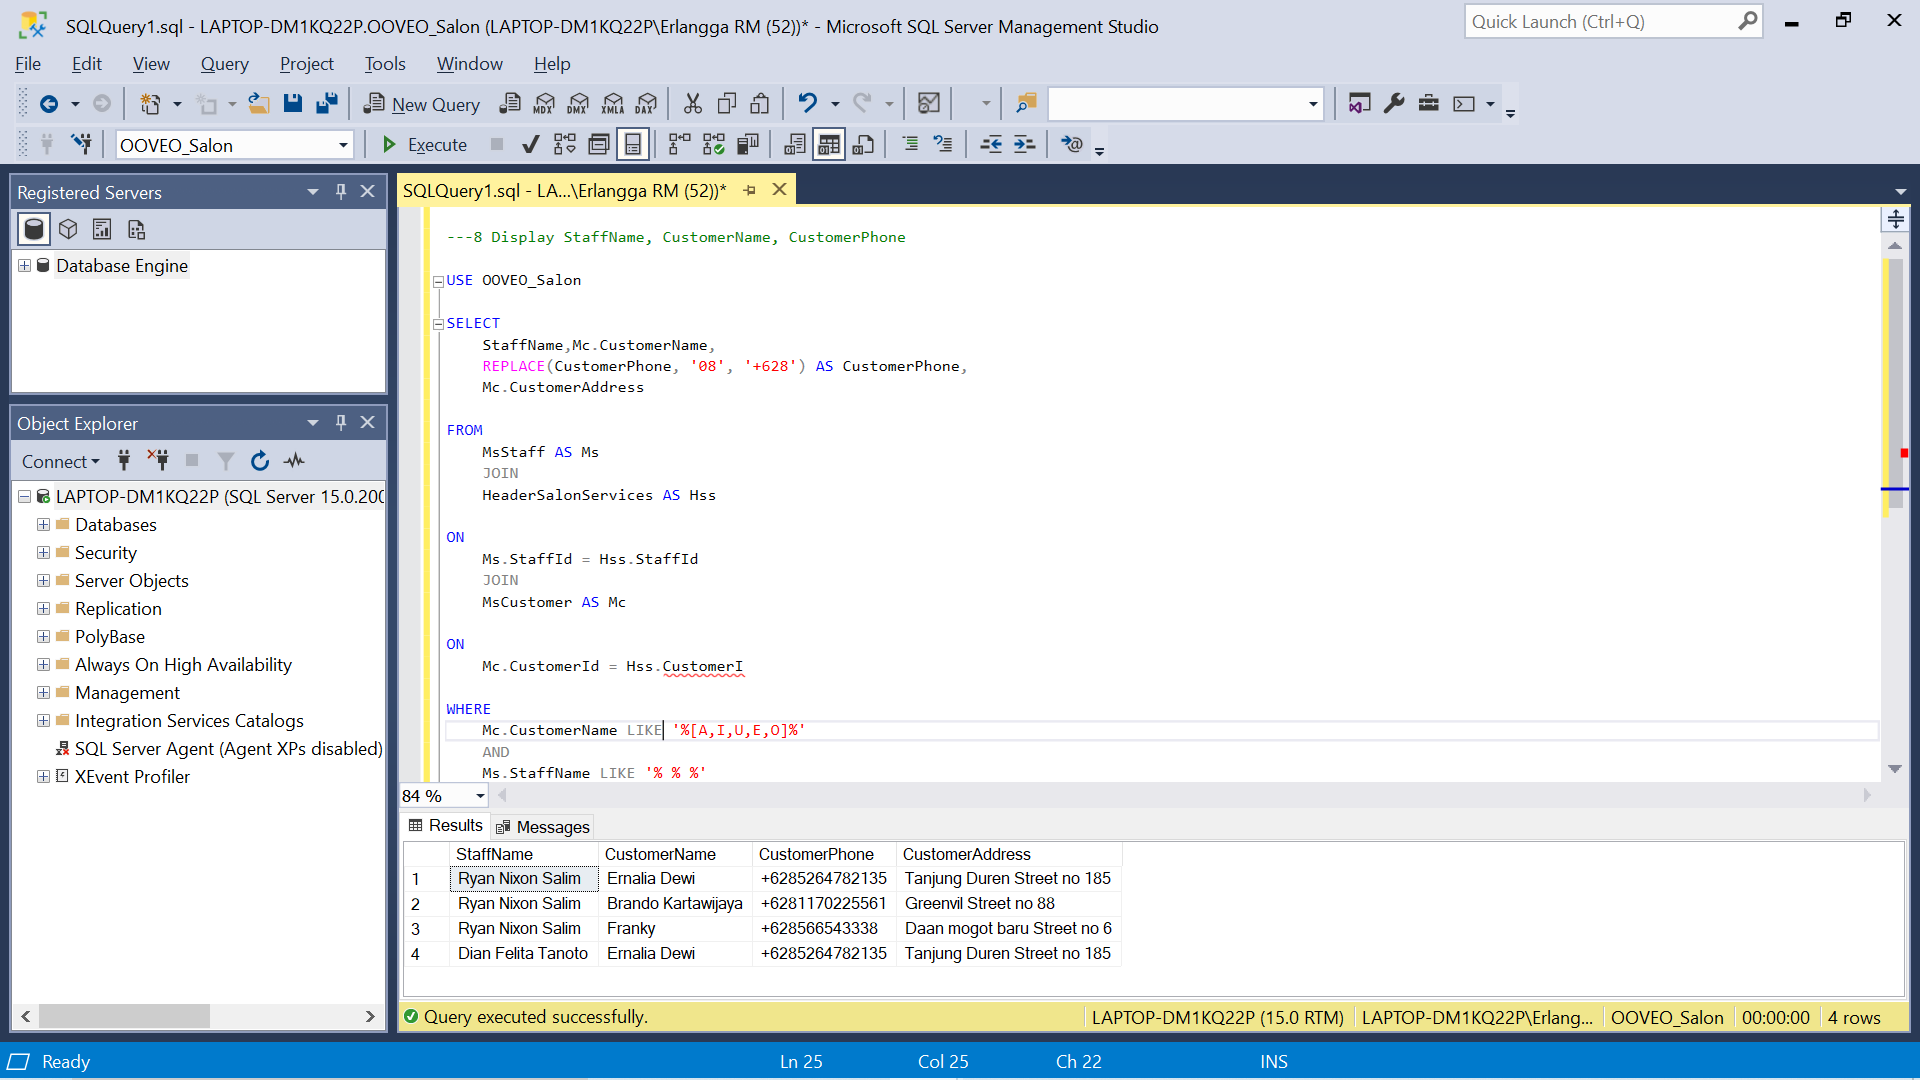 SQLQuery1.sql - LAPTOP-DM1KQ22P.OOVEO_Salon (LAPTOP-DM1KQ22P\Erlangga RM (52))* - Microsoft SQL Server Management Studio
Quick Launch (Ctrl+Q)
File Edit View Query Project Tools Window Help
New Query MDX DMX XMLA DAX
OOVEO_Salon Execute
Registered Servers
Database Engine
Object Explorer
Connect
LAPTOP-DM1KQ22P (SQL Server 15.0.200
Databases
Security
Server Objects
Replication
PolyBase
Always On High Availability
Management
Integration Services Catalogs
SQL Server Agent (Agent XPs disabled)
XEvent Profiler
SQLQuery1.sql - LA...\Erlangga RM (52))*
---8 Display StaffName, CustomerName, CustomerPhone
USE OOVEO_Salon
SELECT
StaffName,Mc.CustomerName,
REPLACE(CustomerPhone, '08', '+628') AS CustomerPhone,
Mc.CustomerAddress
FROM
MsStaff AS Ms
JOIN
HeaderSalonServices AS Hss
ON
Ms.StaffId = Hss.StaffId
JOIN
MsCustomer AS Mc
ON
Mc.CustomerId = Hss.CustomerI
WHERE
Mc.CustomerName LIKE '%[A,I,U,E,O]%'
AND
Ms.StaffName LIKE '% % %'
84 %
Results Messages
StaffName CustomerName CustomerPhone CustomerAddress
1 Ryan Nixon Salim Ernalia Dewi +6285264782135 Tanjung Duren Street no 185
2 Ryan Nixon Salim Brando Kartawijaya +6281170225561 Greenvil Street no 88
3 Ryan Nixon Salim Franky +628566543338 Daan mogot baru Street no 6
4 Dian Felita Tanoto Ernalia Dewi +6285264782135 Tanjung Duren Street no 185
Query executed successfully. LAPTOP-DM1KQ22P (15.0 RTM) LAPTOP-DM1KQ22P\Erlang... OOVEO_Salon 00:00:00 4 rows
Ready Ln 25 Col 25 Ch 22 INS